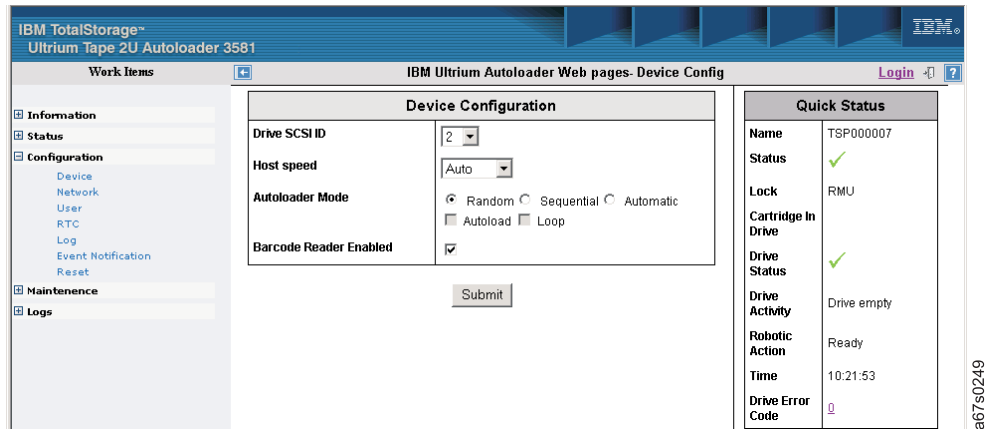 IBM TotalStorage™
Ultrium Tape 2U Autoloader 3581
IBM®
Work Items
IBM Ultrium Autoloader Web pages- Device Config
Login
?
Information
Status
Configuration
Device
Network
User
RTC
Log
Event Notification
Reset
Maintenence
Logs
Device Configuration
Drive SCSI ID
2
Host speed
Auto
Autoloader Mode
Random Sequential Automatic
Autoload Loop
Barcode Reader Enabled
Submit
Quick Status
Name TSP000007
Status
Lock RMU
Cartridge In
Drive
Drive
Status
Drive
Activity Drive empty
Robotic
Action Ready
Time 10:21:53
Drive Error
Code 0
a67s0249